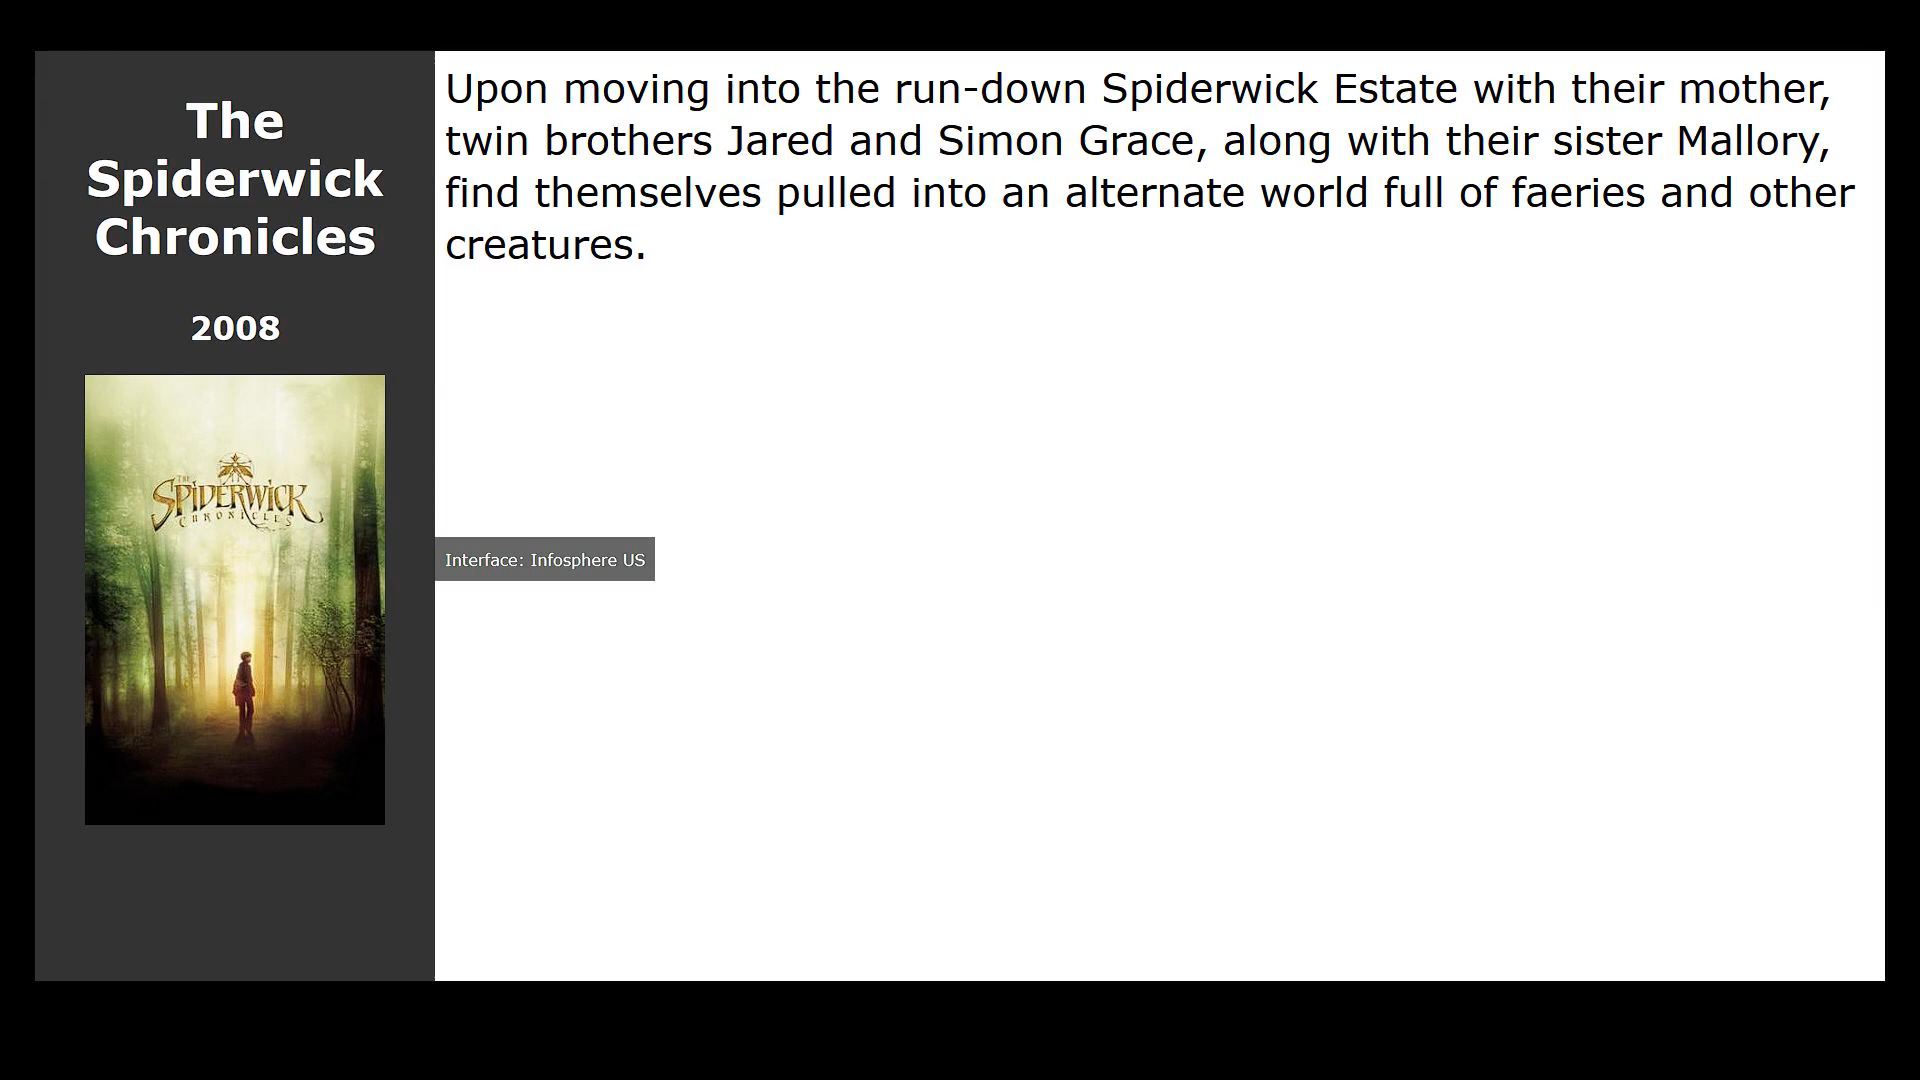 The
Spiderwick
Chronicles
2008
THE
SPIDERWICK
CHRONICLES
Upon moving into the run-down Spiderwick Estate with their mother,
twin brothers Jared and Simon Grace, along with their sister Mallory,
find themselves pulled into an alternate world full of faeries and other
creatures.
Interface: Infosphere US